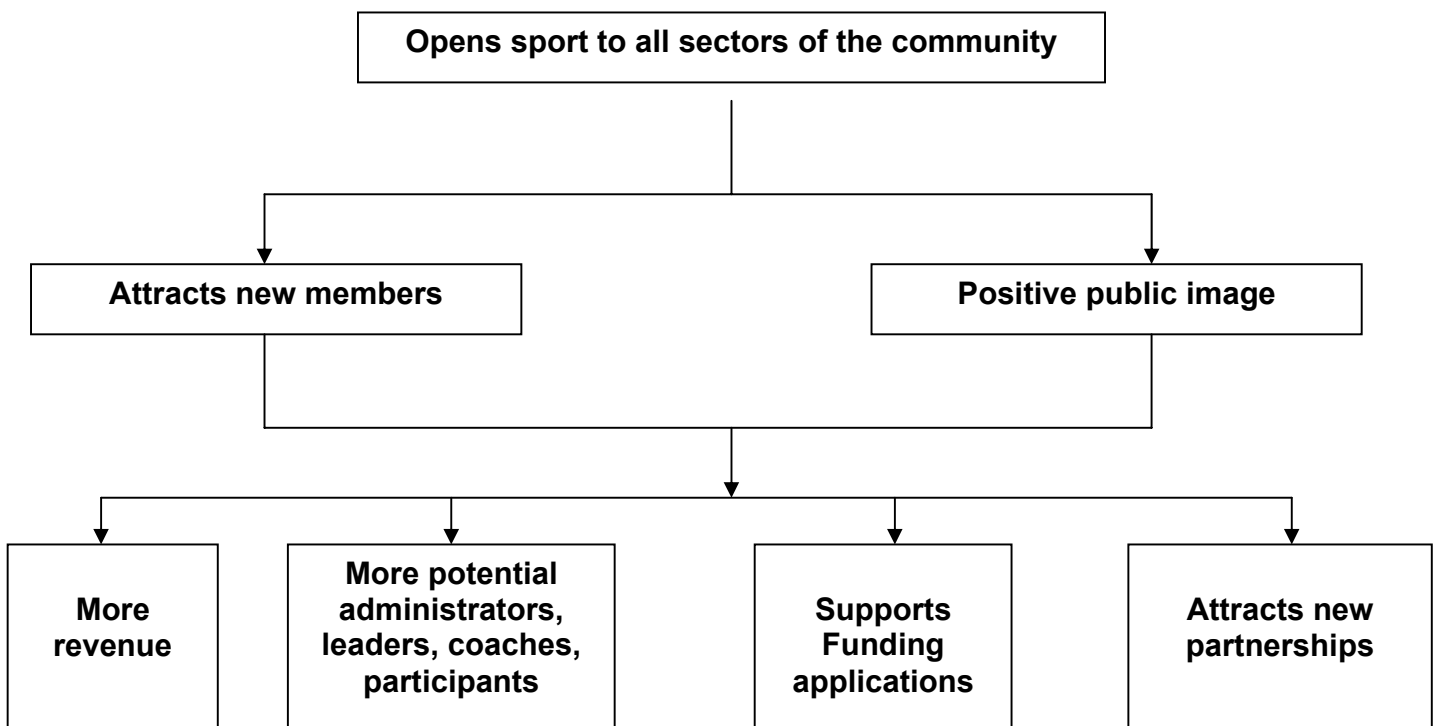 Opens sport to all sectors of the community
Attracts new members
Positive public image
More
revenue
More potential
administrators,
leaders, coaches,
participants
Supports
Funding
applications
Attracts new
partnerships